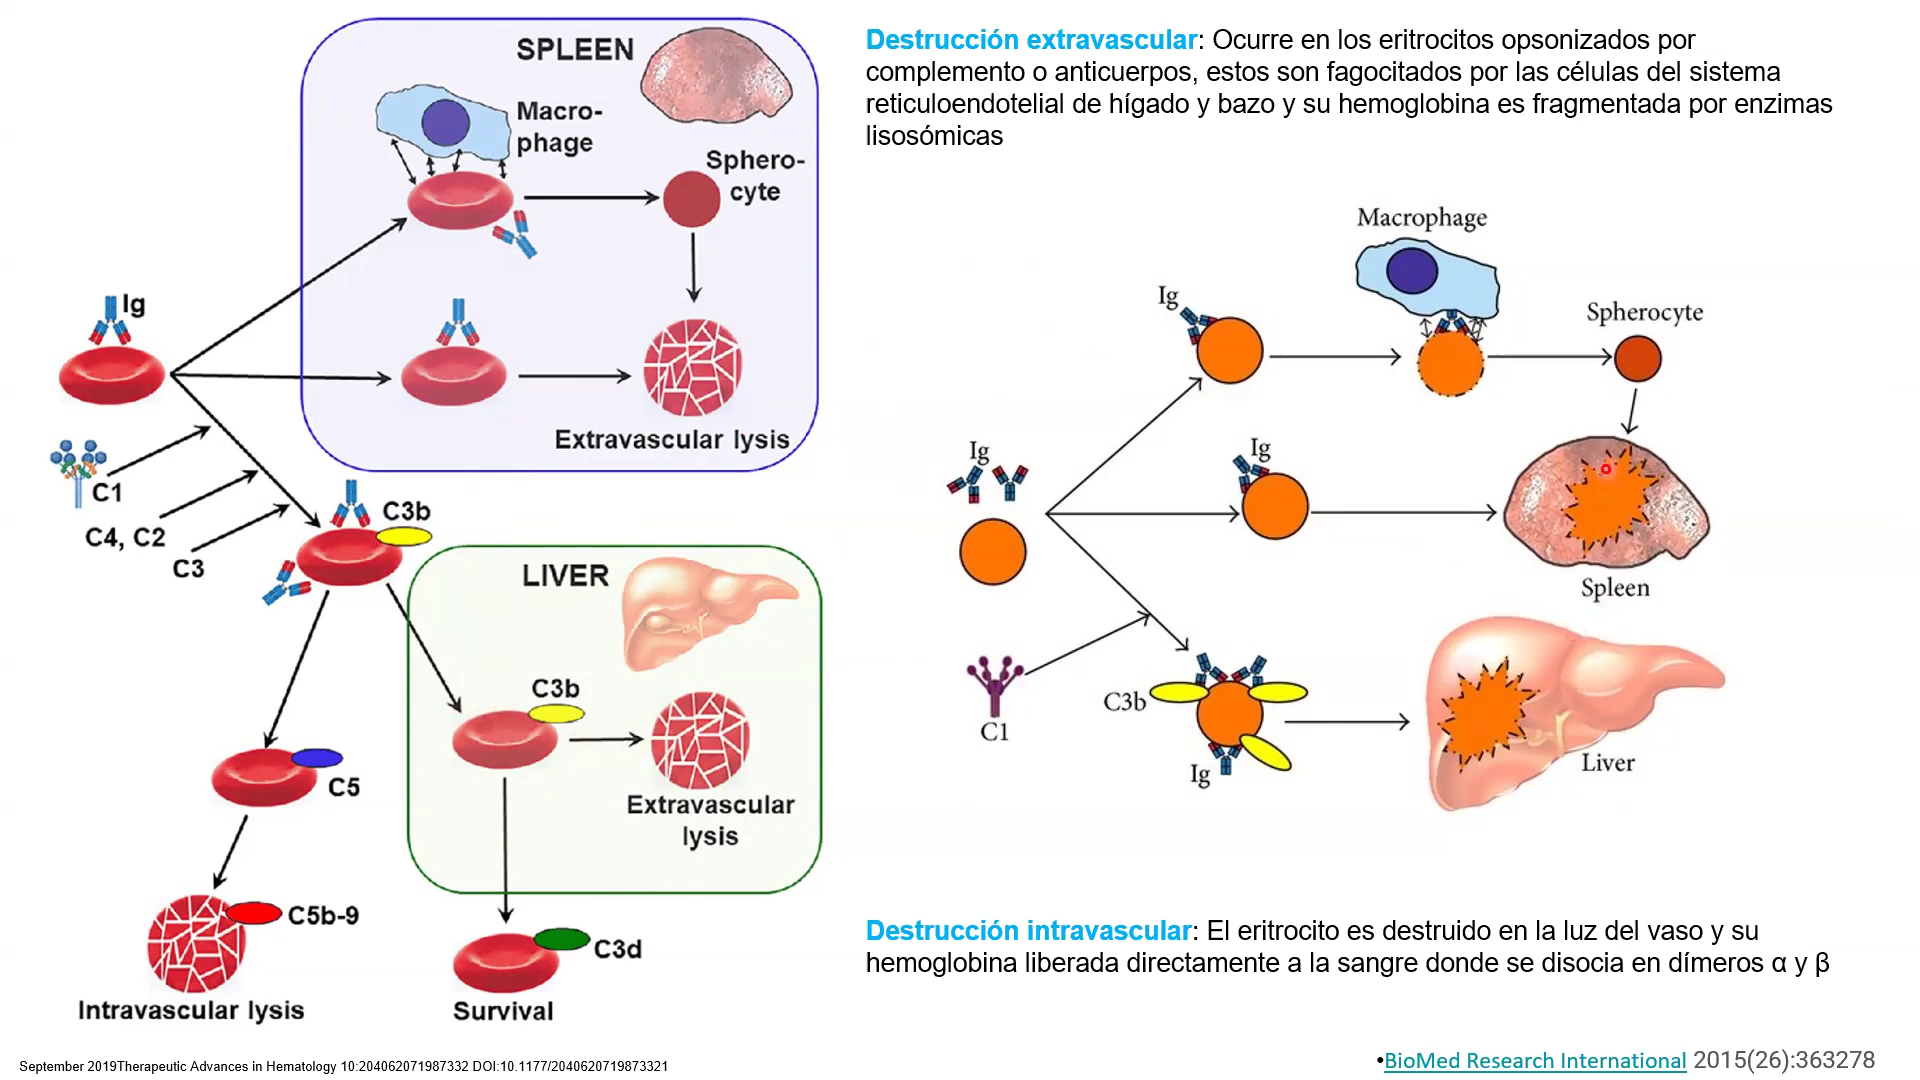 SPLEEN
Macro-
phage
Sphero-
cyte
Ig
Extravascular lysis
C1
C4, C2
C3
C3b
LIVER
C3b
Extravascular
lysis
C5
C5b-9
C3d
Intravascular lysis
Survival
September 2019Therapeutic Advances in Hematology 10:204062071987332 DOI:10.1177/2040620719873321
Destrucción extravascular: Ocurre en los eritrocitos opsonizados por
complemento o anticuerpos, estos son fagocitados por las células del sistema
reticuloendotelial de hígado y bazo y su hemoglobina es fragmentada por enzimas
lisosómicas
Macrophage
Ig
Spherocyte
Ig
Ig
Spleen
C3b
C1
Ig
Liver
Destrucción intravascular: El eritrocito es destruido en la luz del vaso y su
hemoglobina liberada directamente a la sangre donde se disocia en dímeros α y β
•BioMed Research International 2015(26):363278